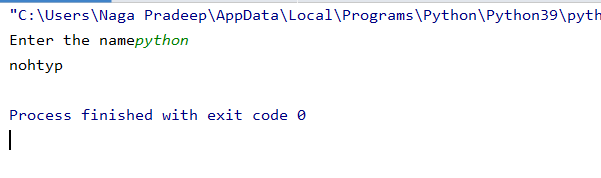 "C:\Users\Naga Pradeep\AppData\Local\Programs\Python\Python39\pyth
Enter the namepython
nohtyp
Process finished with exit code 0